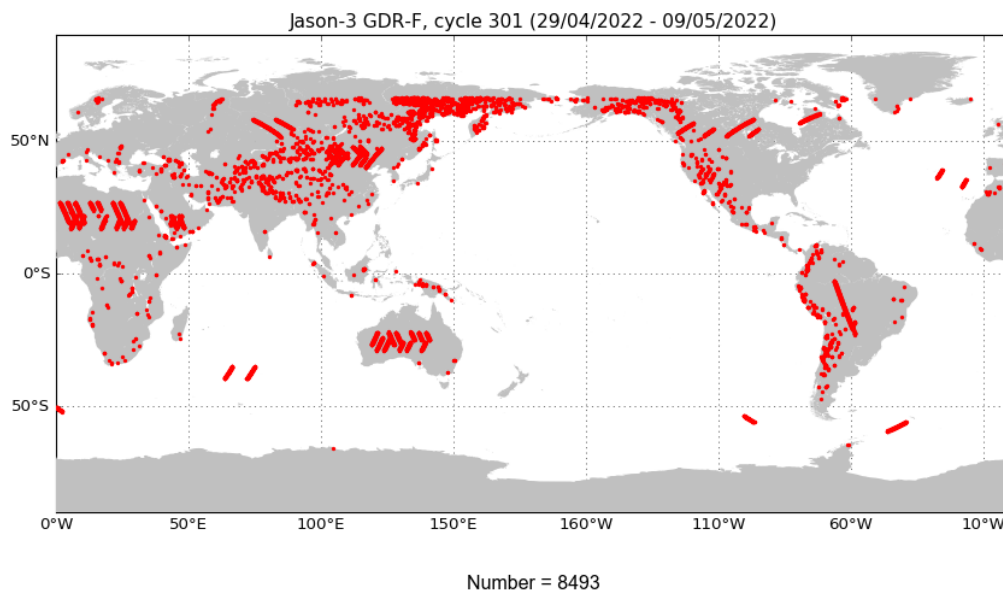 Jason-3 GDR-F, cycle 301 (29/04/2022 - 09/05/2022)
50°N
0°S
50°S
0°W 50°E 100°E 150°E 160°W 110°W 60°W 10°W
Number = 8493